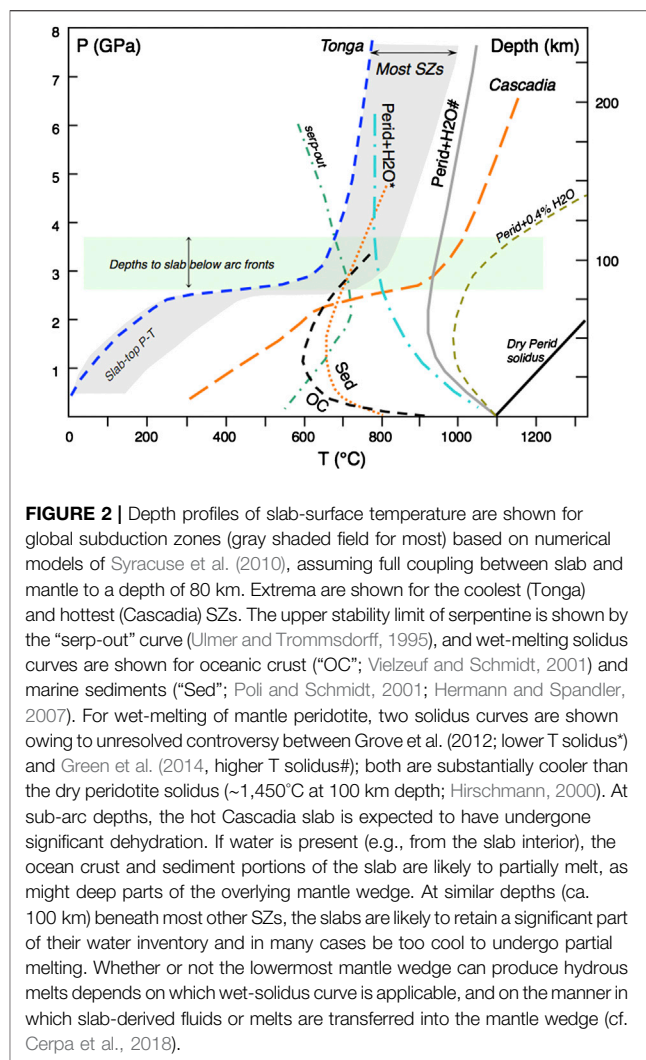 8
P (GPa)
Tonga
Depth (km)
7
Most SZs
Cascadia
200
6
serp-out
Perid+H2O*
Perid+H2O#
5
4
Perid+0.4% H2O
Depths to slab below arc fronts
100
3
2
Dry Perid
solidus
Slab-top P-T
1
Sed
OC
0
200
400
600
800
1000
1200
T (°C)
FIGURE 2 | Depth profiles of slab-surface temperature are shown for
global subduction zones (gray shaded field for most) based on numerical
models of Syracuse et al. (2010), assuming full coupling between slab and
mantle to a depth of 80 km. Extrema are shown for the coolest (Tonga)
and hottest (Cascadia) SZs. The upper stability limit of serpentine is shown by
the “serp-out” curve (Ulmer and Trommsdorff, 1995), and wet-melting solidus
curves are shown for oceanic crust (“OC”; Vielzeuf and Schmidt, 2001) and
marine sediments (“Sed”; Poli and Schmidt, 2001; Hermann and Spandler,
2007). For wet-melting of mantle peridotite, two solidus curves are shown
owing to unresolved controversy between Grove et al. (2012; lower T solidus*)
and Green et al. (2014, higher T solidus#); both are substantially cooler than
the dry peridotite solidus (~1,450°C at 100 km depth; Hirschmann, 2000). At
sub-arc depths, the hot Cascadia slab is expected to have undergone
significant dehydration. If water is present (e.g., from the slab interior), the
ocean crust and sediment portions of the slab are likely to partially melt, as
might deep parts of the overlying mantle wedge. At similar depths (ca.
100 km) beneath most other SZs, the slabs are likely to retain a significant part
of their water inventory and in many cases be too cool to undergo partial
melting. Whether or not the lowermost mantle wedge can produce hydrous
melts depends on which wet-solidus curve is applicable, and on the manner in
which slab-derived fluids or melts are transferred into the mantle wedge (cf.
Cerpa et al., 2018).